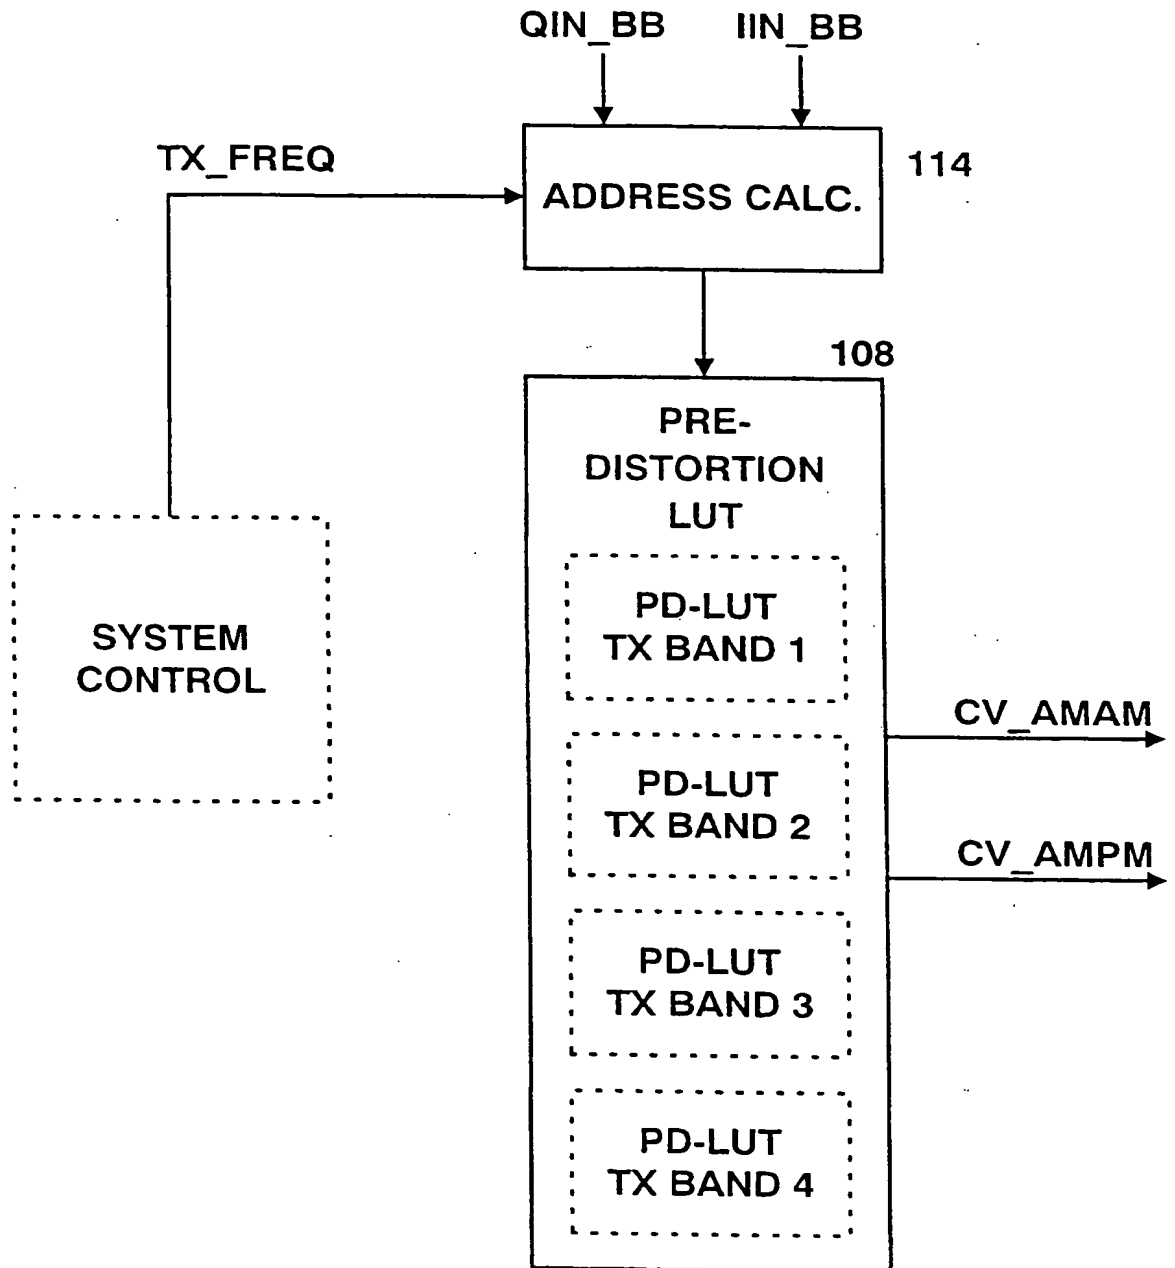 QIN_BB IIN_BB
TX_FREQ
ADDRESS CALC.
114
108
PRE-
DISTORTION
LUT
PD-LUT
TX BAND 1
SYSTEM
CONTROL
CV_AMAM
PD-LUT
TX BAND 2
CV_AMPM
PD-LUT
TX BAND 3
PD-LUT
TX BAND 4